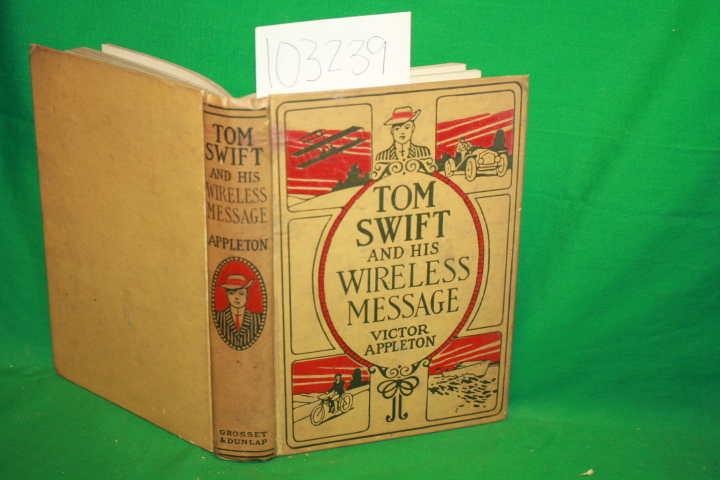 103239
TOM
SWIFT
AND HIS
WIRELESS
MESSAGE
APPLETON
GROSSET
& DUNLAP
TOM
SWIFT
AND HIS
WIRELESS
MESSAGE
VICTOR
APPLETON